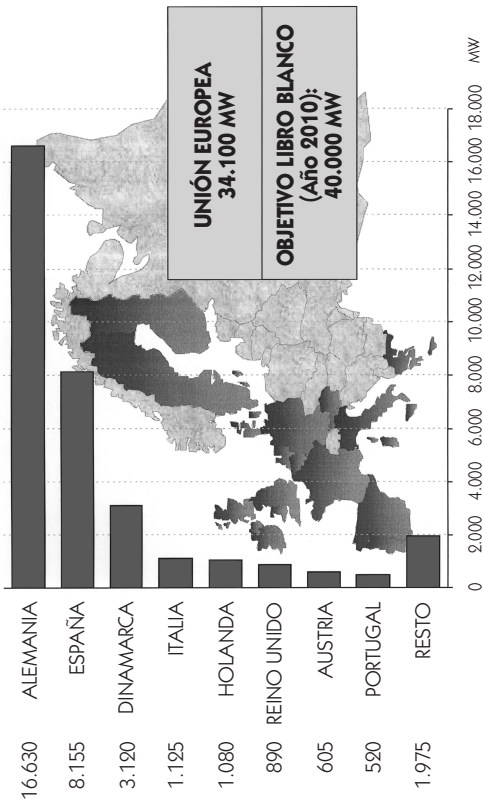 16.630 ALEMANIA
8.155 ESPAÑA
3.120 DINAMARCA
1.125 ITALIA
1.080 HOLANDA
890 REINO UNIDO
605 AUSTRIA
520 PORTUGAL
1.975 RESTO
0 2.000 4.000 6.000 8.000 10.000 12.000 14.000 16.000 18.000 MW
UNIÓN EUROPEA
34.100 MW
OBJETIVO LIBRO BLANCO
(Año 2010):
40.000 MW